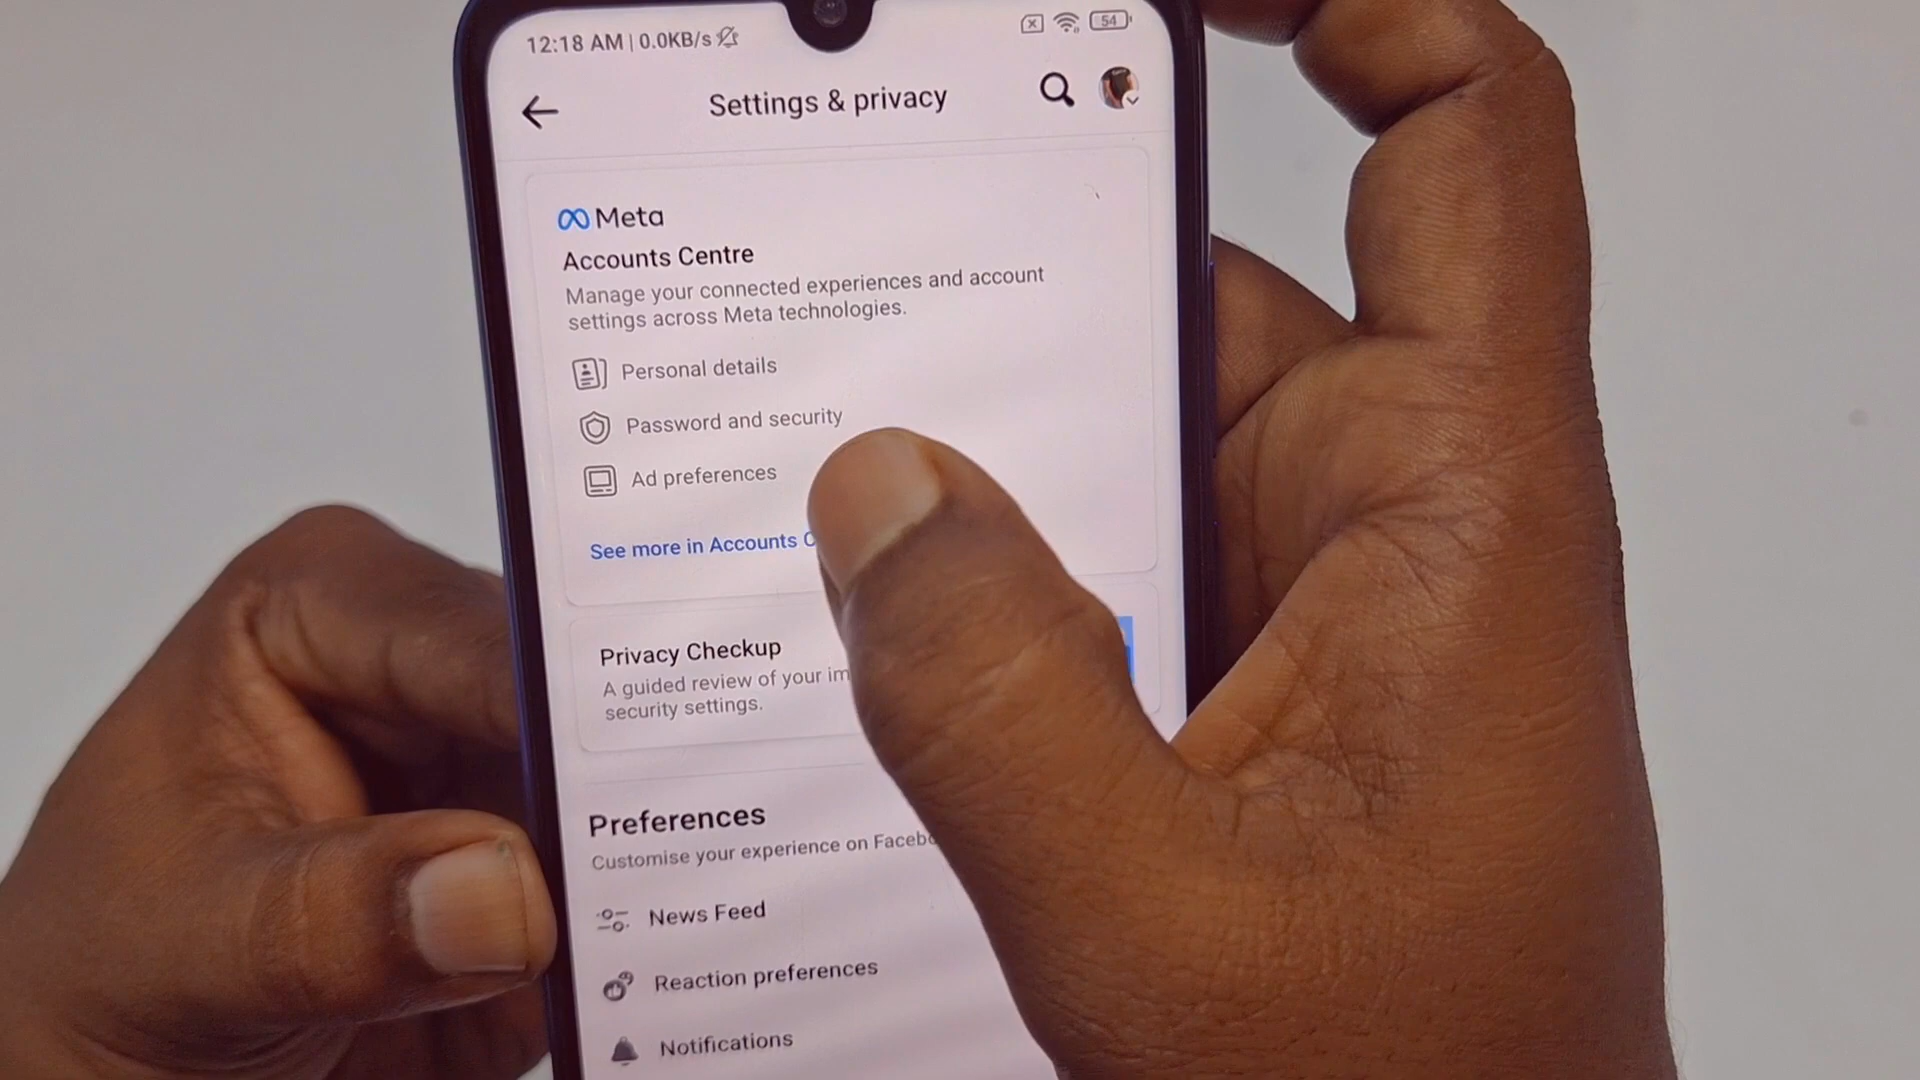 12:18 AM | 0.0KB/s
54
Settings & privacy
Meta
Accounts Centre
Manage your connected experiences and account
settings across Meta technologies.
Personal details
Password and security
Ad preferences
See more in Accounts C
Privacy Checkup
A guided review of your im
security settings.
Preferences
Customise your experience on Facebo
News Feed
Reaction preferences
Notifications